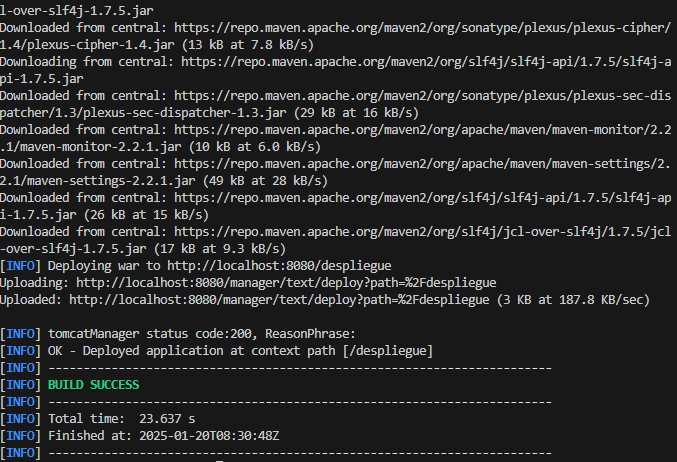 l-over-slf4j-1.7.5.jar
Downloaded from central: https://repo.maven.apache.org/maven2/org/sonatype/plexus/plexus-cipher/
1.4/plexus-cipher-1.4.jar (13 kB at 7.8 kB/s)
Downloading from central: https://repo.maven.apache.org/maven2/org/slf4j/slf4j-api/1.7.5/slf4j-a
pi-1.7.5.jar
Downloaded from central: https://repo.maven.apache.org/maven2/org/sonatype/plexus/plexus-sec-dis
patcher/1.3/plexus-sec-dispatcher-1.3.jar (29 kB at 16 kB/s)
Downloaded from central: https://repo.maven.apache.org/maven2/org/apache/maven/maven-monitor/2.2
.1/maven-monitor-2.2.1.jar (10 kB at 6.0 kB/s)
Downloaded from central: https://repo.maven.apache.org/maven2/org/apache/maven/maven-settings/2.
2.1/maven-settings-2.2.1.jar (49 kB at 28 kB/s)
Downloaded from central: https://repo.maven.apache.org/maven2/org/slf4j/slf4j-api/1.7.5/slf4j-ap
i-1.7.5.jar (26 kB at 15 kB/s)
Downloaded from central: https://repo.maven.apache.org/maven2/org/slf4j/jcl-over-slf4j/1.7.5/jcl
-over-slf4j-1.7.5.jar (17 kB at 9.3 kB/s)
[INFO] Deploying war to http://localhost:8080/despliegue
Uploading: http://localhost:8080/manager/text/deploy?path=%2Fdespliegue
Uploaded: http://localhost:8080/manager/text/deploy?path=%2Fdespliegue (3 KB at 187.8 KB/sec)
[INFO] tomcatManager status code:200, ReasonPhrase:
[INFO] OK - Deployed application at context path [/despliegue]
[INFO] ------------------------------------------------------------------------
[INFO] BUILD SUCCESS
[INFO] ------------------------------------------------------------------------
[INFO] Total time:  23.637 s
[INFO] Finished at: 2025-01-20T08:30:48Z
[INFO] ------------------------------------------------------------------------